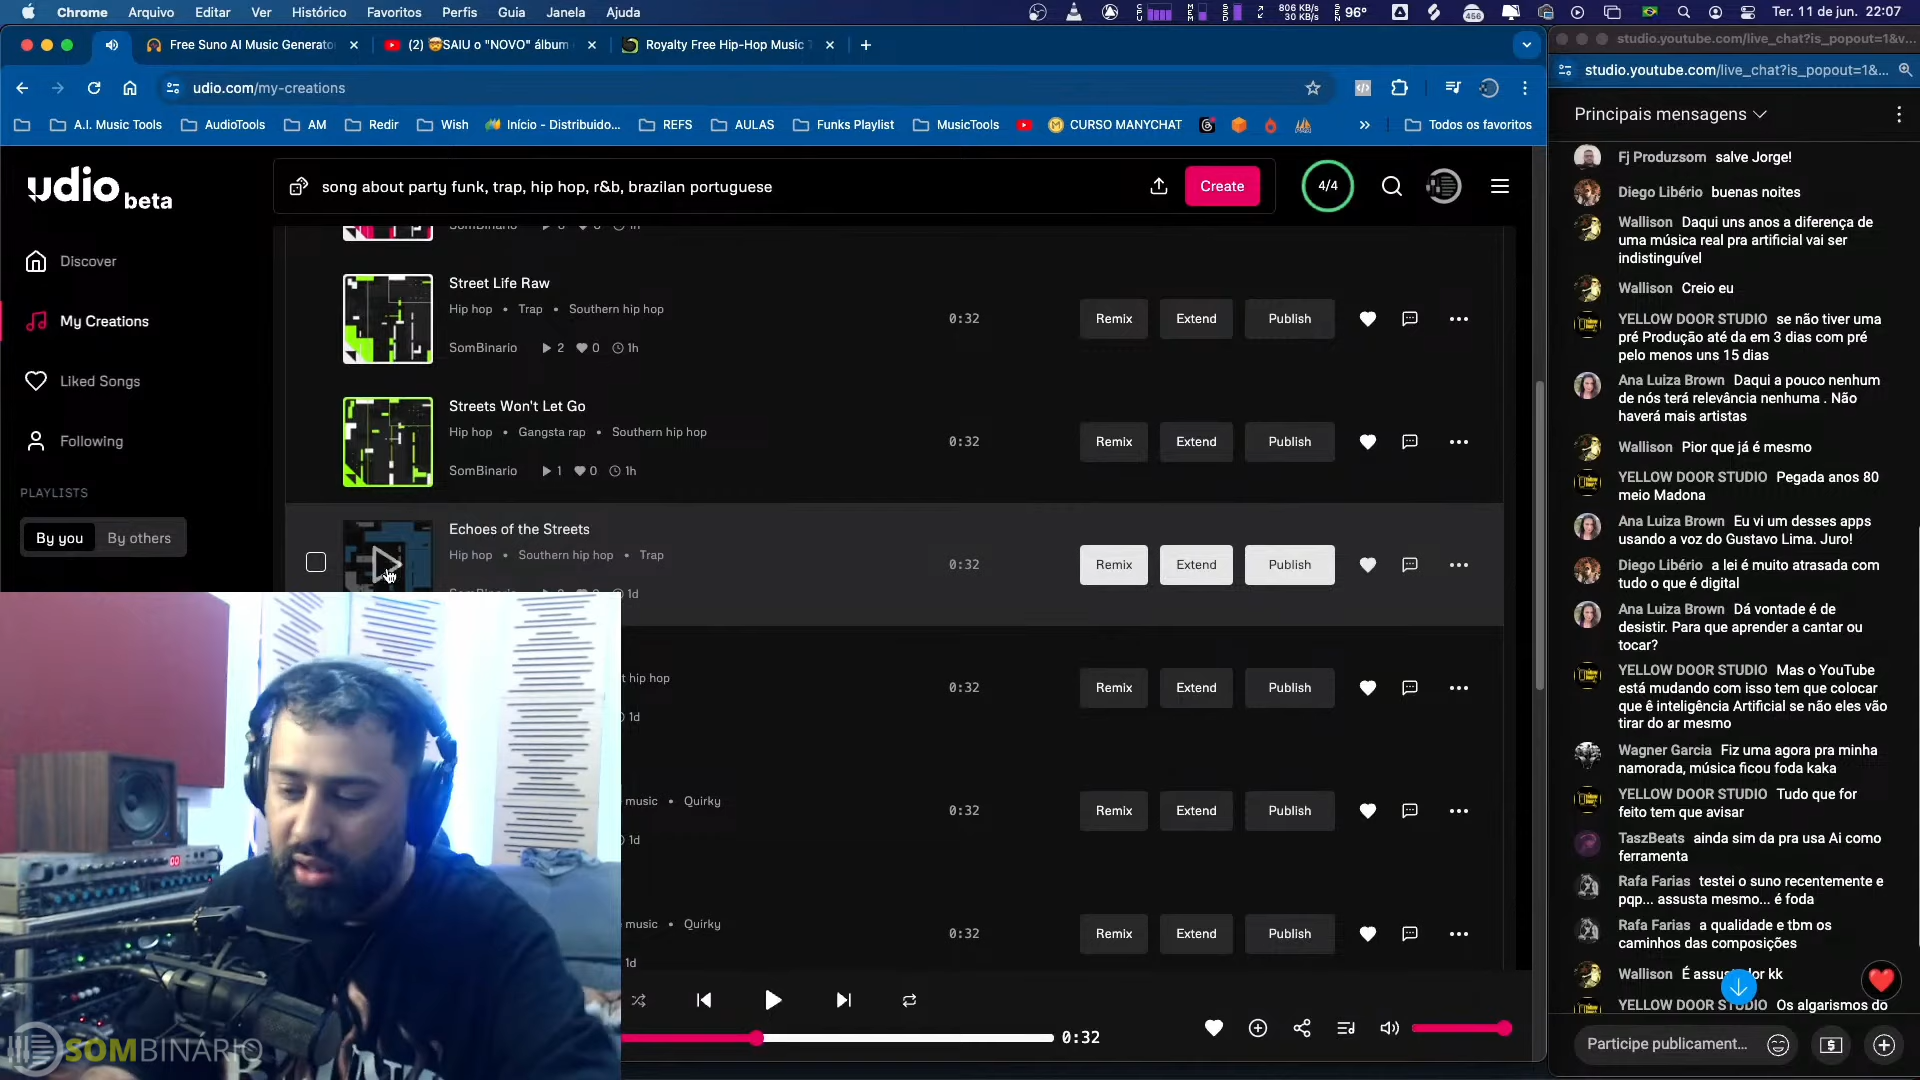 Chrome Arquivo Editar Ver Histórico Favoritos Perfis Guia Janela Ajuda
806 KB/s
30 KB/s
96°
456
Ter. 11 de jun. 22:07
Free Suno AI Music Generato
(2) 🤯SAIU o "NOVO" álbum
Royalty Free Hip-Hop Music T
udio.com/my-creations
A.I. Music Tools AudioTools AM Redir Wish Início - Distribuido... REFS AULAS Funks Playlist MusicTools CURSO MANYCHAT Todos os favoritos
udio beta
song about party funk, trap, hip hop, r&b, brazilan portuguese
Create
4/4
Discover
My Creations
Liked Songs
Following
PLAYLISTS
By you By others
SomBinario
1h
Street Life Raw
Hip hop • Trap • Southern hip hop
SomBinario 2 0 1h
0:32 Remix Extend Publish
Streets Won't Let Go
Hip hop • Gangsta rap • Southern hip hop
SomBinario 1 0 1h
0:32 Remix Extend Publish
Echoes of the Streets
Hip hop • Southern hip hop • Trap
1d
0:32 Remix Extend Publish
t hip hop
1d
0:32 Remix Extend Publish
music • Quirky
1d
0:32 Remix Extend Publish
music • Quirky
1d
0:32 Remix Extend Publish
0:32
SOMBINÁRIO
studio.youtube.com/live_chat?is_popout=1&v...
studio.youtube.com/live_chat?is_popout=1&...
Principais mensagens
Fj Produzsom salve Jorge!
Diego Libério buenas noites
Wallison Daqui uns anos a diferença de
uma música real pra artificial vai ser
indistinguível
Wallison Creio eu
YELLOW DOOR STUDIO se não tiver uma
pré Produção até da em 3 dias com pré
pelo menos uns 15 dias
Ana Luiza Brown Daqui a pouco nenhum
de nós terá relevância nenhuma . Não
haverá mais artistas
Wallison Pior que já é mesmo
YELLOW DOOR STUDIO Pegada anos 80
meio Madona
Ana Luiza Brown Eu vi um desses apps
usando a voz do Gustavo Lima. Juro!
Diego Libério a lei é muito atrasada com
tudo o que é digital
Ana Luiza Brown Dá vontade é de
desistir. Para que aprender a cantar ou
tocar?
YELLOW DOOR STUDIO Mas o YouTube
está mudando com isso tem que colocar
que ê inteligência Artificial se não eles vão
tirar do ar mesmo
Wagner Garcia Fiz uma agora pra minha
namorada, música ficou foda kaka
YELLOW DOOR STUDIO Tudo que for
feito tem que avisar
TaszBeats ainda sim da pra usa Ai como
ferramenta
Rafa Farias testei o suno recentemente e
pqp... assusta mesmo... é foda
Rafa Farias a qualidade e tbm os
caminhos das composições
Wallison É assustador kk
YELLOW DOOR STUDIO Os algarismos do
Participe publicament...